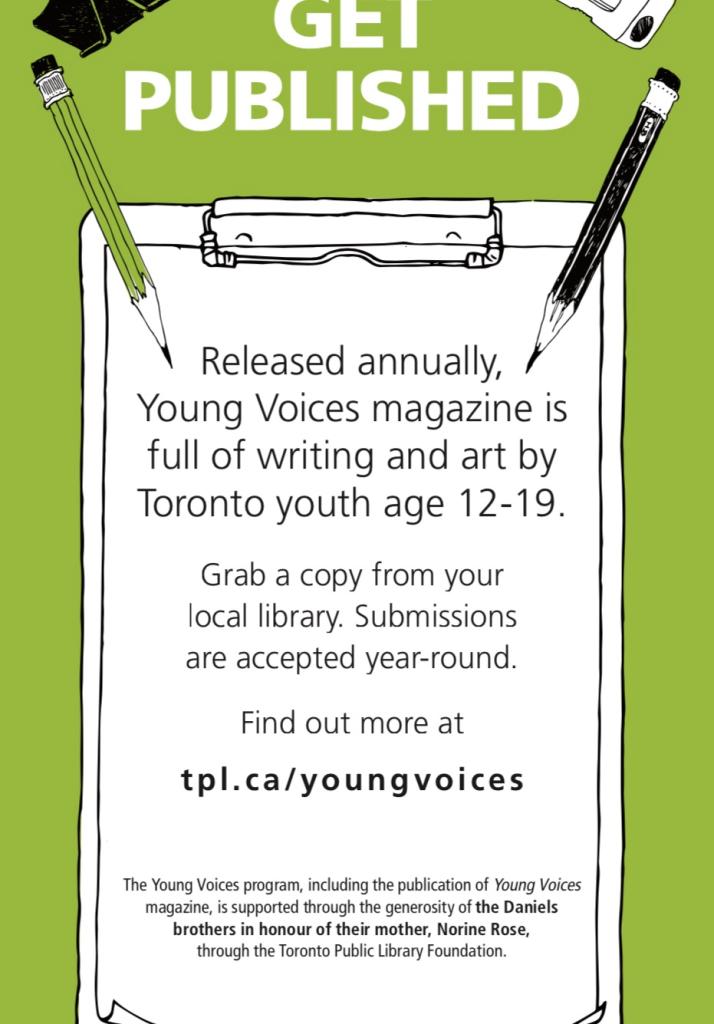 GET
PUBLISHED
Released annually,
Young Voices magazine is
full of writing and art by
Toronto youth age 12-19.
Grab a copy from your
local library. Submissions
are accepted year-round.
Find out more at
tpl.ca/youngvoices
The Young Voices program, including the publication of Young Voices
magazine, is supported through the generosity of the Daniels
brothers in honour of their mother, Norine Rose,
through the Toronto Public Library Foundation.